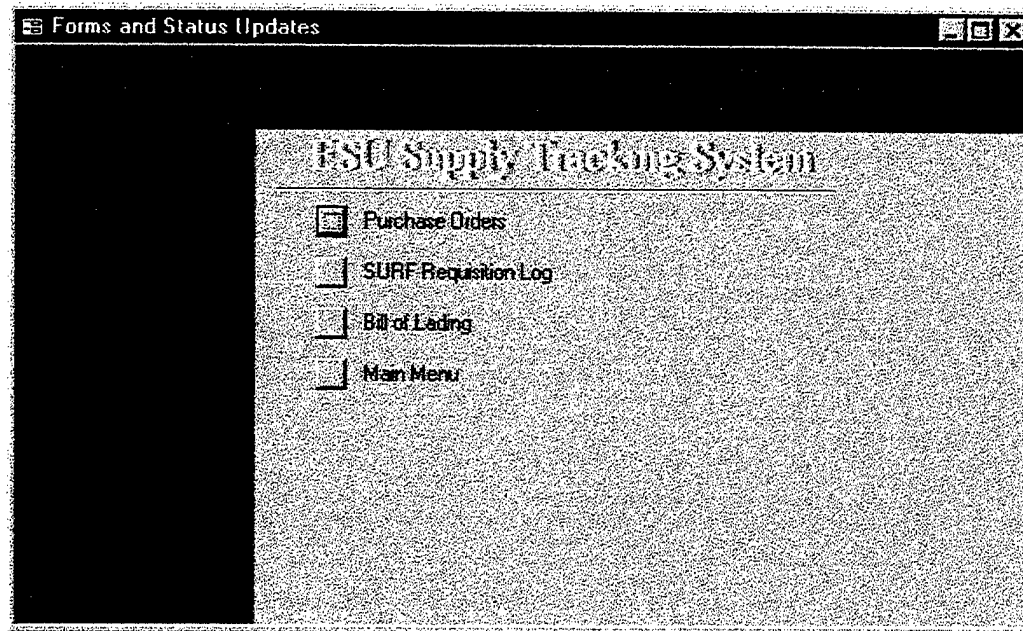 Forms and Status Updates
FSU Supply Tracking System
Purchase Orders
SURF Requisition Log
Bill of Lading
Main Menu